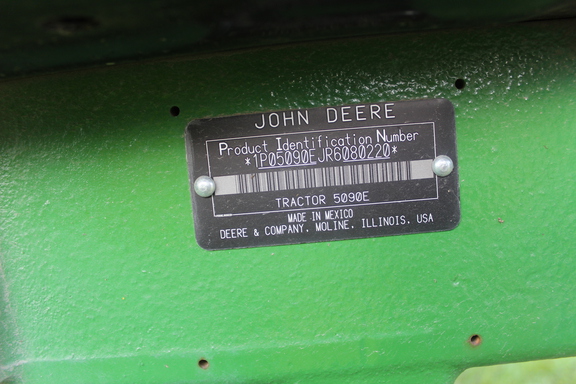 JOHN DEERE
Product Identification Number
*1P05090EJR6080220*
TRACTOR 5090E
MADE IN MEXICO
DEERE & COMPANY. MOLINE, ILLINOIS, USA